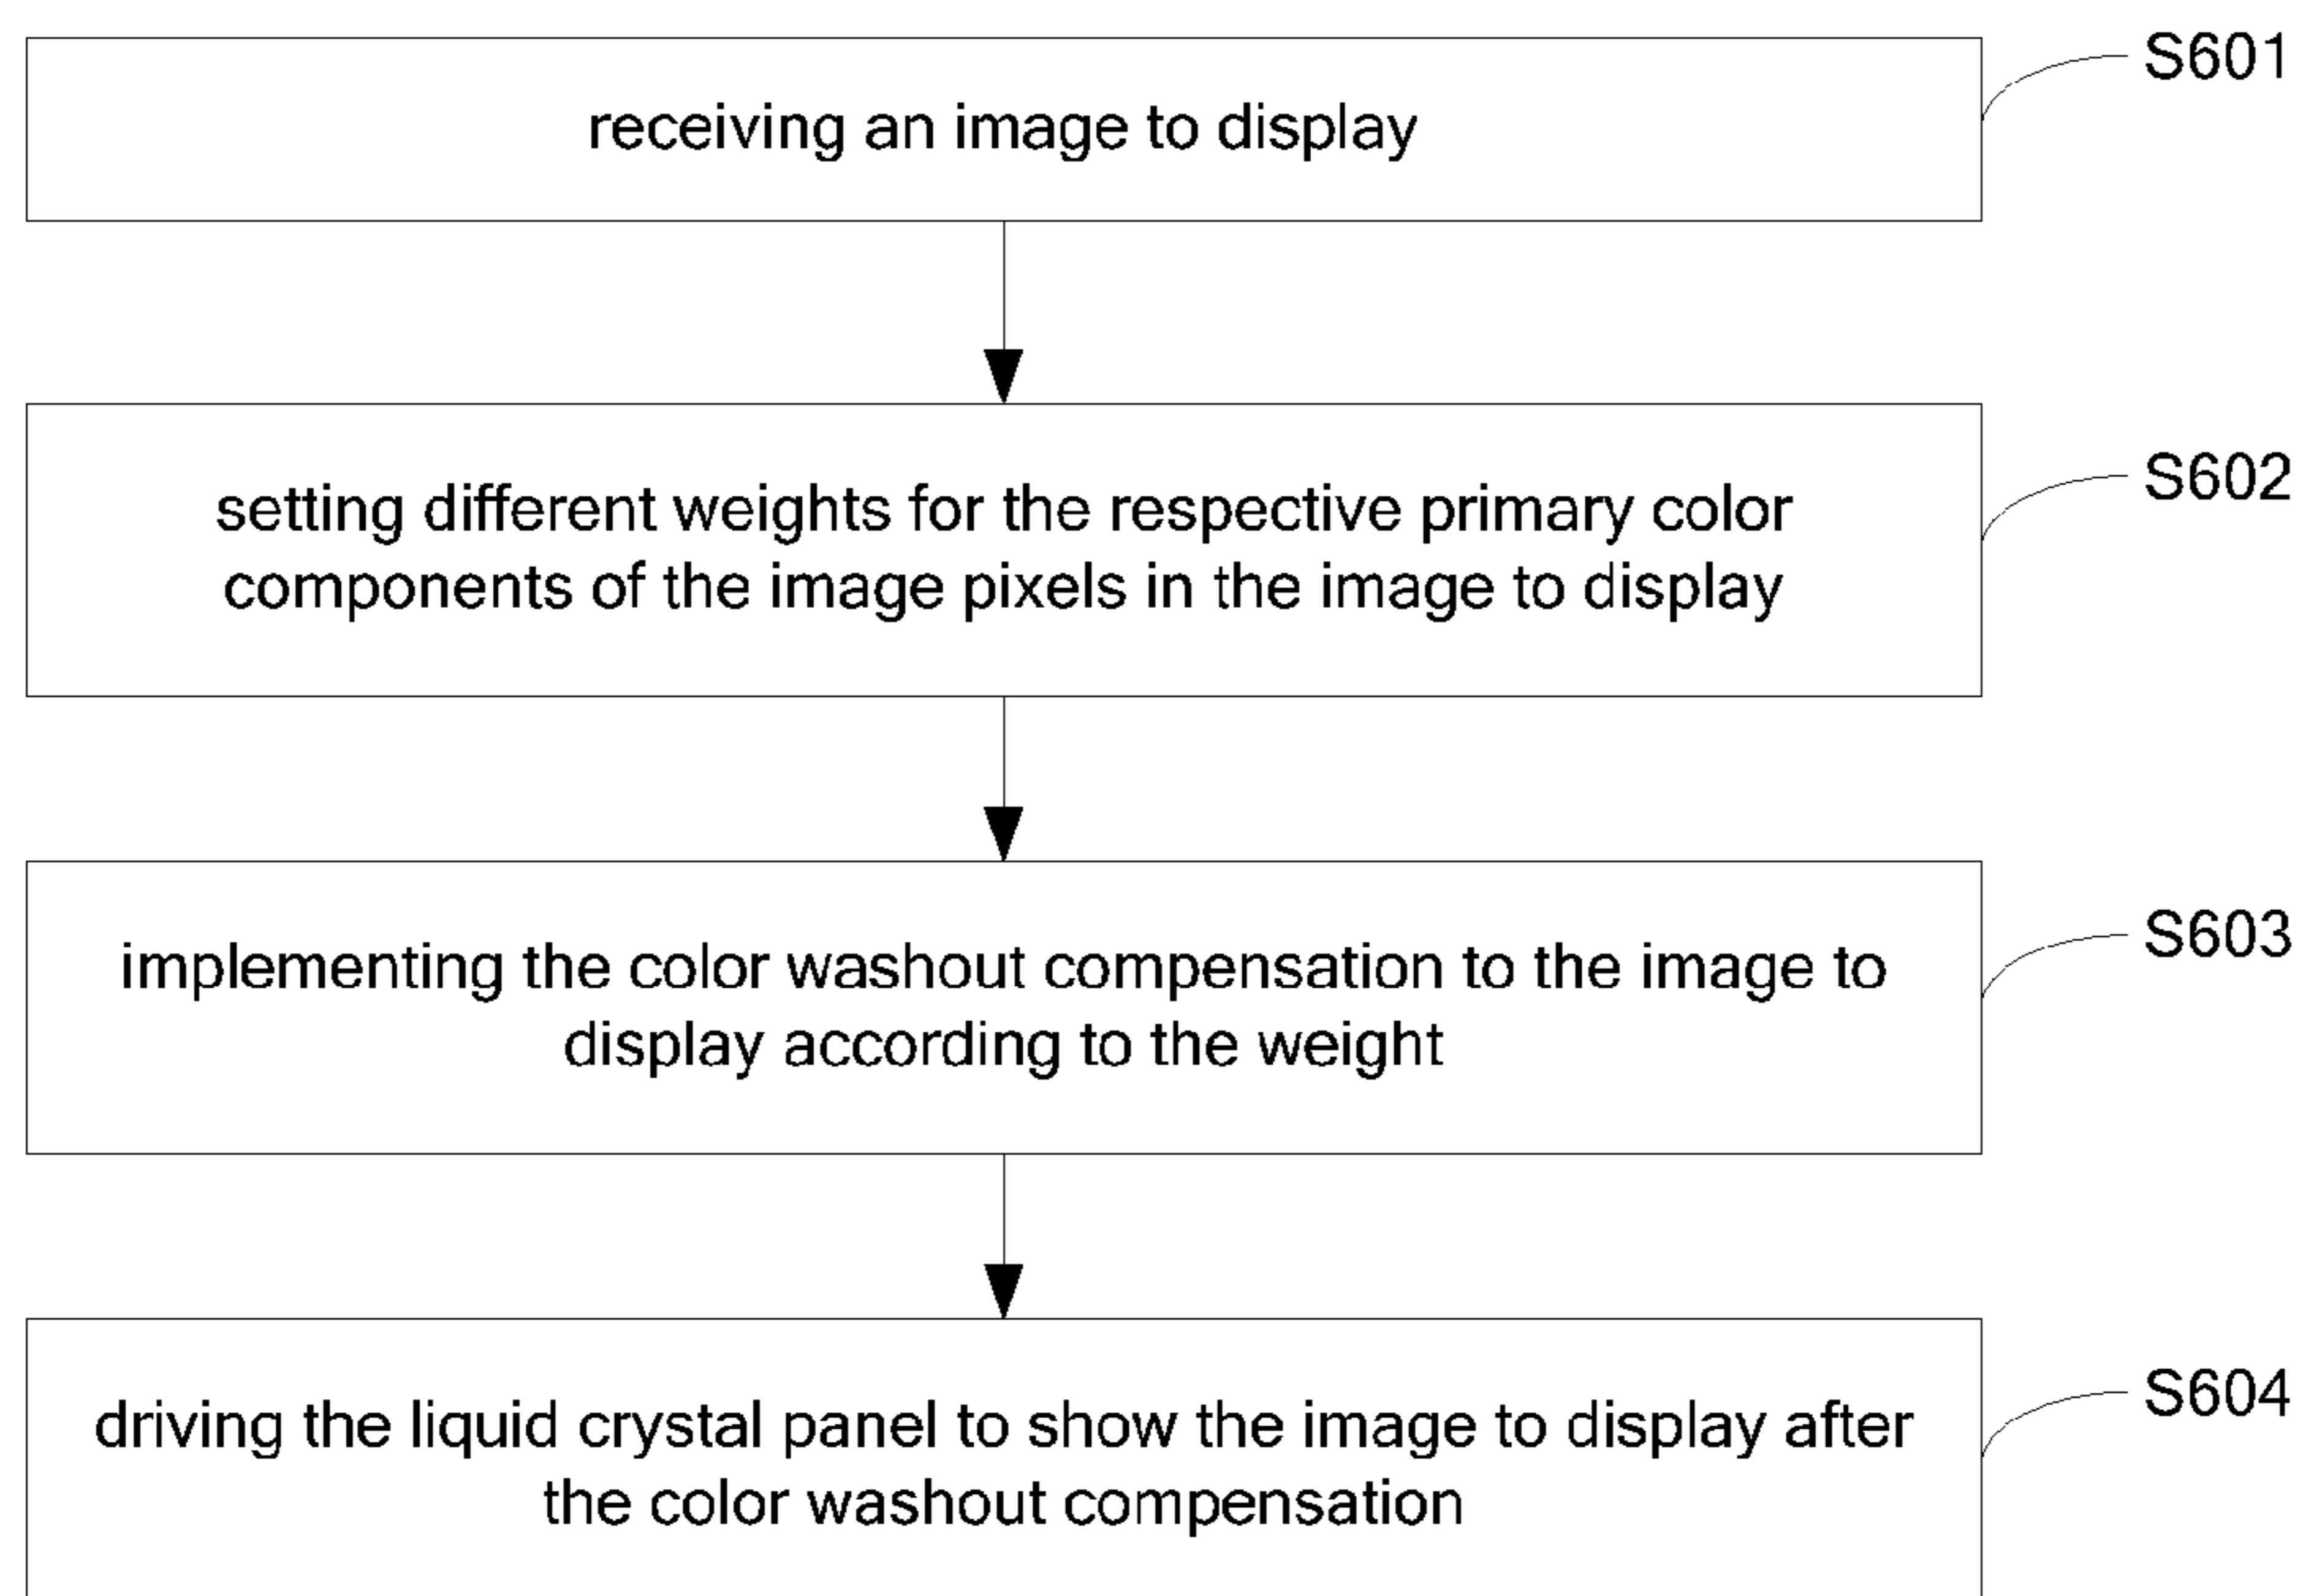 S601
receiving an image to display
S602
setting different weights for the respective primary color
components of the image pixels in the image to display
S603
implementing the color washout compensation to the image to
display according to the weight
S604
driving the liquid crystal panel to show the image to display after
the color washout compensation